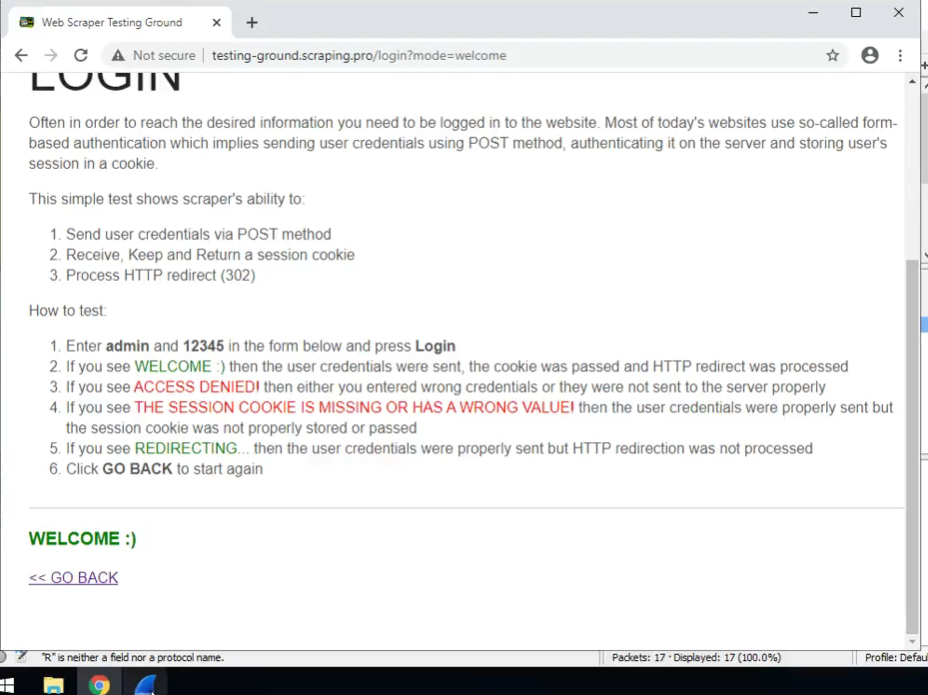 Web Scraper Testing Ground
Not secure
testing-ground.scraping.pro/login?mode=welcome
LOGIN
Often in order to reach the desired information you need to be logged in to the website. Most of today's websites use so-called form-
based authentication which implies sending user credentials using POST method, authenticating it on the server and storing user's
session in a cookie.
This simple test shows scraper's ability to:
1. Send user credentials via POST method
2. Receive, Keep and Return a session cookie
3. Process HTTP redirect (302)
How to test:
1. Enter admin and 12345 in the form below and press Login
2. If you see WELCOME :) then the user credentials were sent, the cookie was passed and HTTP redirect was processed
3. If you see ACCESS DENIED! then either you entered wrong credentials or they were not sent to the server properly
4. If you see THE SESSION COOKIE IS MISSING OR HAS A WRONG VALUE! then the user credentials were properly sent but
the session cookie was not properly stored or passed
5. If you see REDIRECTING... then the user credentials were properly sent but HTTP redirection was not processed
6. Click GO BACK to start again
WELCOME :)
<< GO BACK
"R" is neither a field nor a protocol name.
Packets: 17 · Displayed: 17 (100.0%)
Profile: Defau